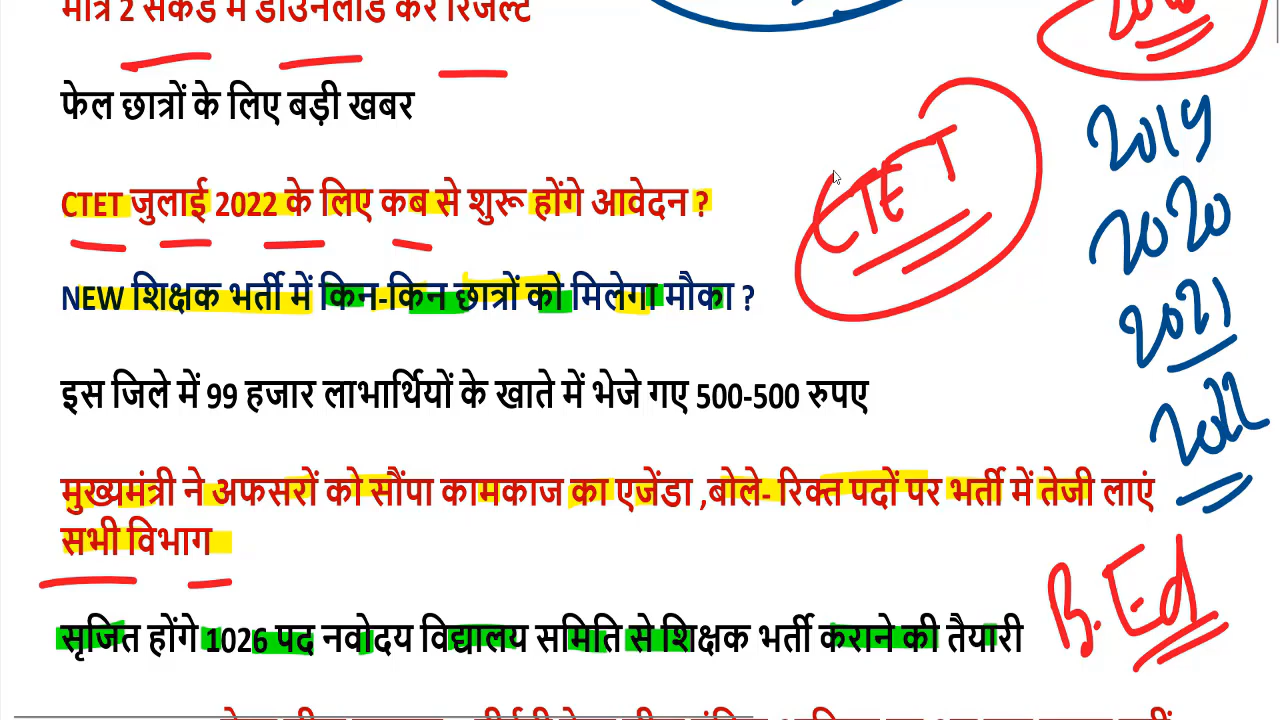 मात्र 2 सेकंड में डाउनलोड करें रिजल्ट
फेल छात्रों के लिए बड़ी खबर
CTET जुलाई 2022 के लिए कब से शुरू होंगे आवेदन ?
NEW शिक्षक भर्ती में किन-किन छात्रों को मिलेगा मौका ?
इस जिले में 99 हजार लाभार्थियों के खाते में भेजे गए 500-500 रुपए
मुख्यमंत्री ने अफसरों को सौंपा कामकाज का एजेंडा ,बोले- रिक्त पदों पर भर्ती में तेजी लाएं
सभी विभाग
सृजित होंगे 1026 पद नवोदय विद्यालय समिति से शिक्षक भर्ती कराने की तैयारी
CTET
2019
2020
2021
2022
B.Ed